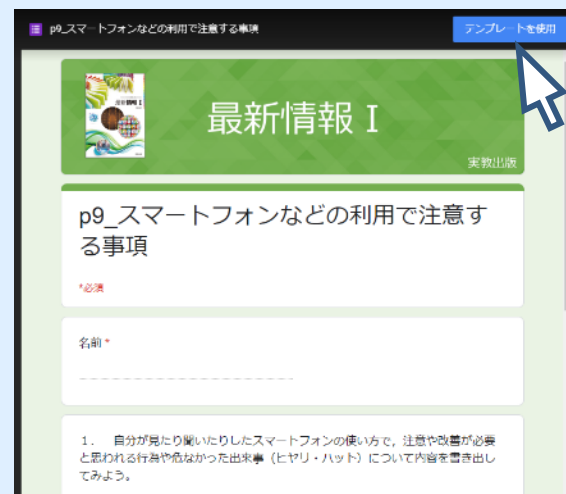 p9_スマートフォンなどの利用で注意する事項
テンプレートを使用
最新情報 I
最新情報 I
実教出版
p9_スマートフォンなどの利用で注意す
る事項
*必須
名前 *
1. 自分が見たり聞いたりしたスマートフォンの使い方で，注意や改善が必要
と思われる行為や危なかった出来事（ヒヤリ・ハット）について内容を書き出し
てみよう。